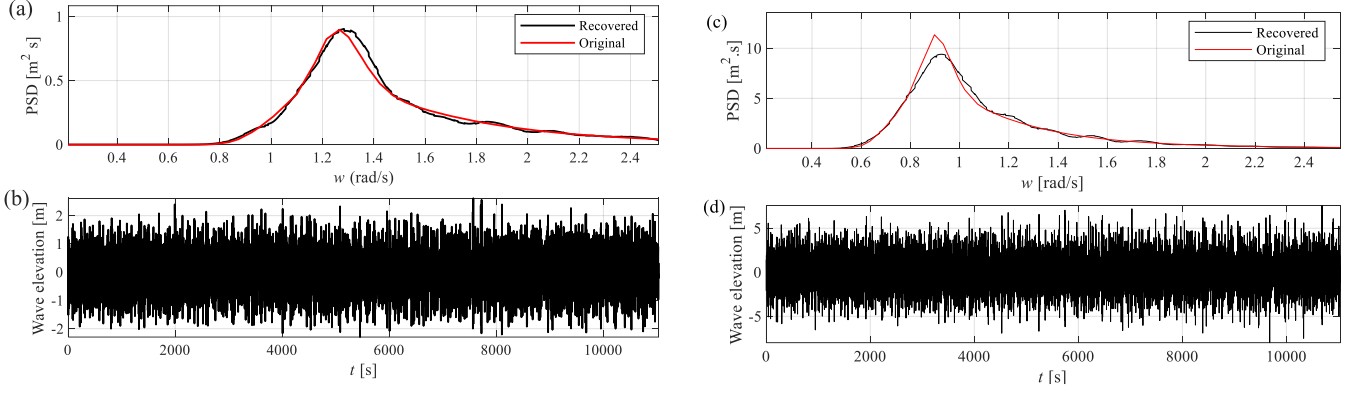 (a)
PSD [m2 s]
1
0.5
0
Recovered
Original
0.4 0.6 0.8 1 1.2 1.4 1.6 1.8 2 2.2 2.4
w (rad/s)
(b)
Wave elevation [m]
2
1
0
-1
-2
0 2000 4000 6000 8000 10000
t [s]
(c)
PSD [m2.s]
10
5
0
Recovered
Original
0.4 0.6 0.8 1 1.2 1.4 1.6 1.8 2 2.2 2.4
w [rad/s]
(d)
Wave elevation [m]
5
0
-5
0 2000 4000 6000 8000 10000
t [s]